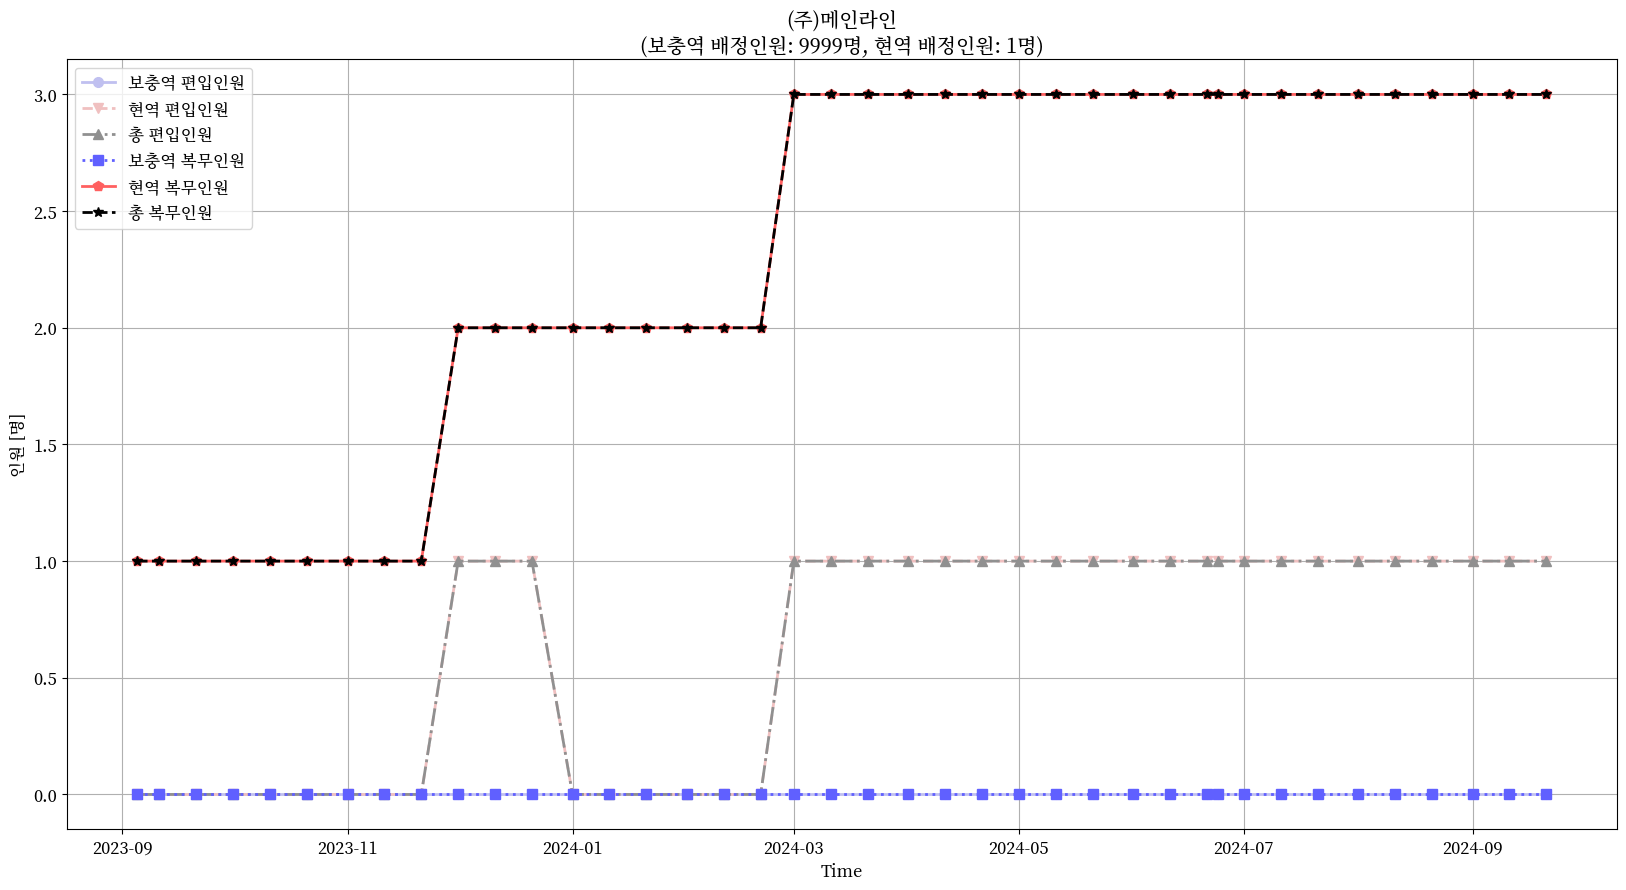 (주)메인라인
(보충역 배정인원: 9999명, 현역 배정인원: 1명)
보충역 편입인원
현역 편입인원
총 편입인원
보충역 복무인원
현역 복무인원
총 복무인원
3.0
2.5
2.0
1.5
1.0
0.5
0.0
인원 [명]
2023-09 2023-11 2024-01 2024-03 2024-05 2024-07 2024-09
Time